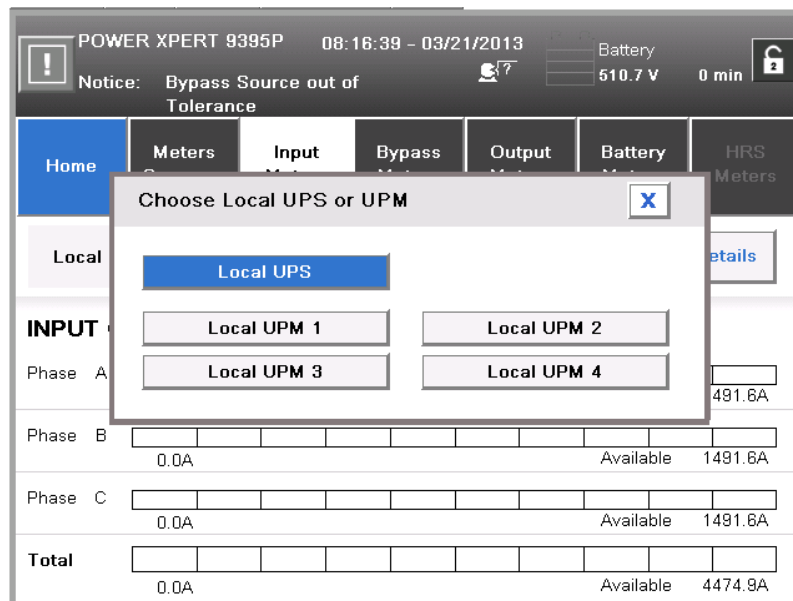 POWER XPERT 9395P 08:16:39 - 03/21/2013
Battery
! Notice: Bypass Source out of
Tolerance
?
510.7 V 0 min
2
Home
Meters
Input
Bypass
Output
Battery
HRS
Meters
Choose Local UPS or UPM X
Local
etails
Local UPS
Local UPM 1 Local UPM 2
Local UPM 3 Local UPM 4
INPUT
Phase A
491.6A
Phase B
0.0A Available 1491.6A
Phase C
0.0A Available 1491.6A
Total
0.0A Available 4474.9A